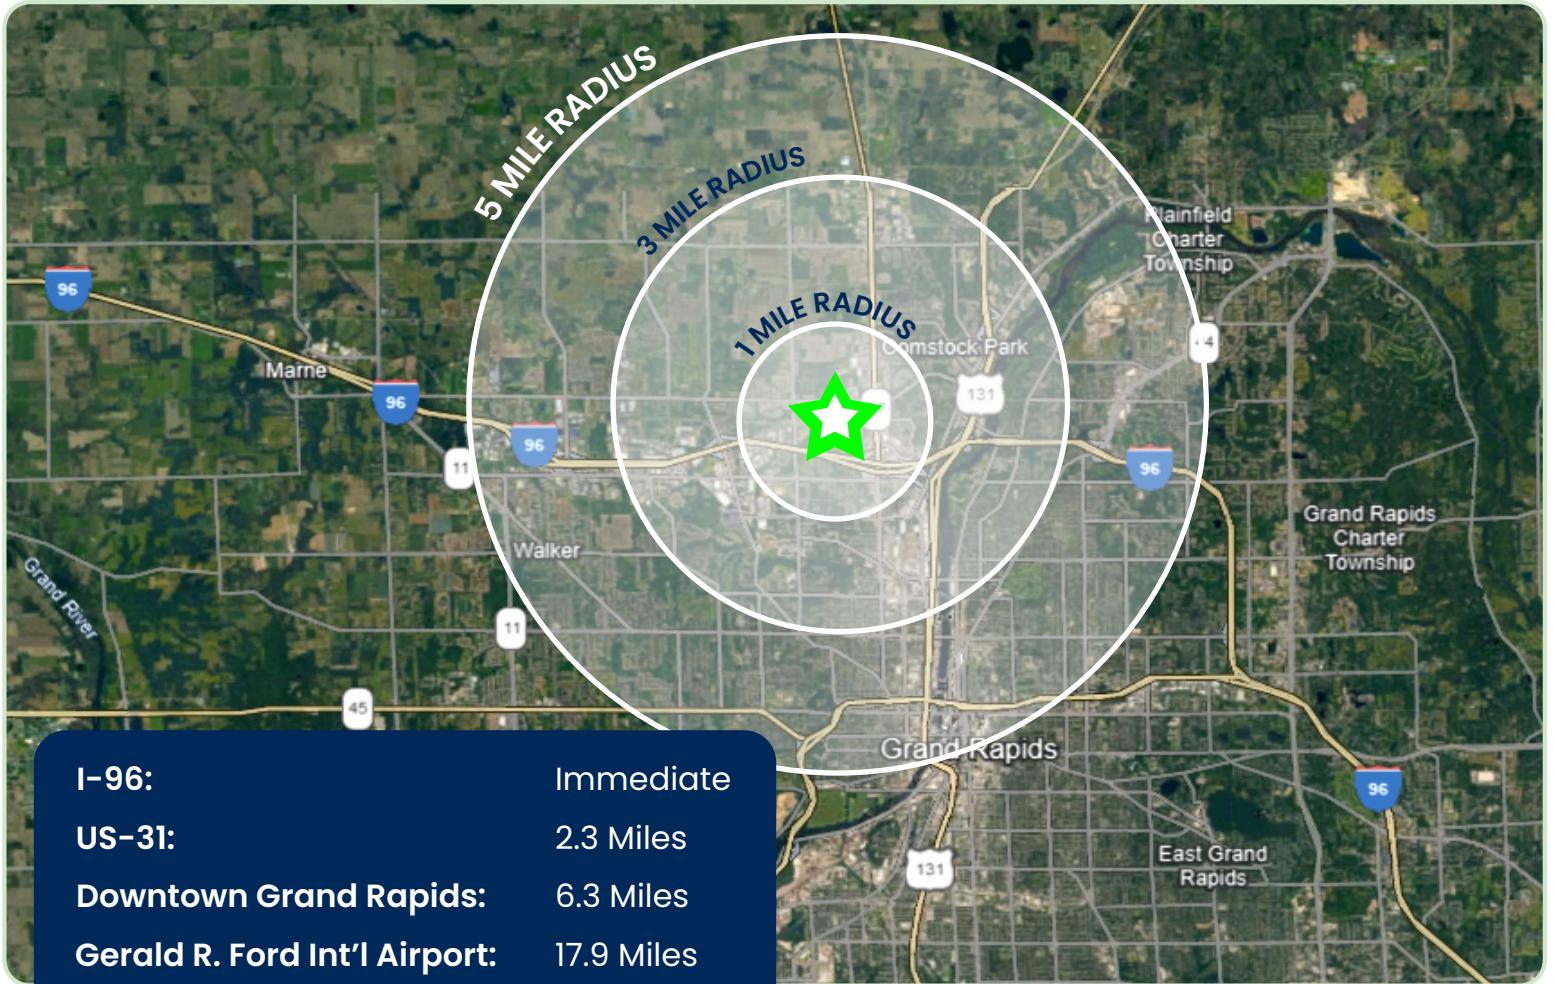 5 MILE RADIUS
3 MILE RADIUS
1 MILE RADIUS
Plainfield
Charter
Township
96
Comstock Park
Marne
96
131
96
11
96
Grand Rapids
Charter
Township
Walker
Grand River
11
45
Grand Rapids
96
131
East Grand
Rapids
I-96: Immediate
US-31: 2.3 Miles
Downtown Grand Rapids: 6.3 Miles
Gerald R. Ford Int’l Airport: 17.9 Miles